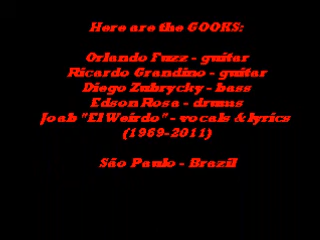 Here are the GOOKS:
Orlando Fuzz - guitar
Ricardo Grandino - guitar
Diego Zubrycky - bass
Edson Rosa - drums
Joab "El Weirdo" - vocals & lyrics
(1969-2011)
São Paulo - Brazil